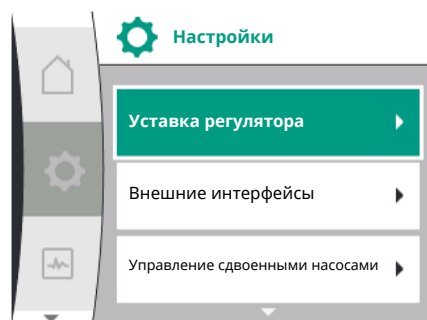 Настройки
Уставка регулятора
Внешние интерфейсы
Управление сдвоенными насосами